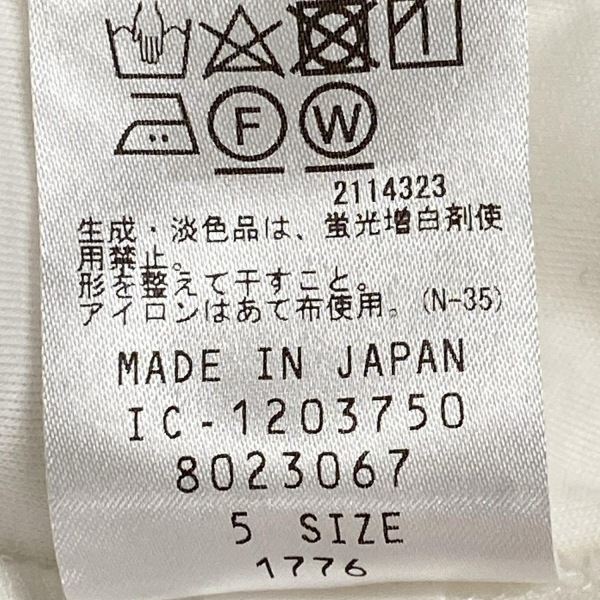 F W
2114323
生成・淡色品は、蛍光増白剤使
用禁止。
形を整えて干すこと。
アイロンはあて布使用。(N-35)
MADE IN JAPAN
IC-1203750
8023067
5 SIZE
1776